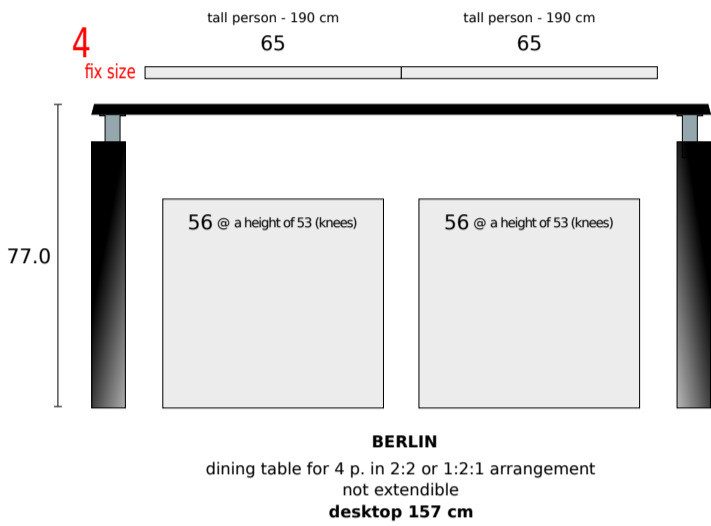 tall person - 190 cm
tall person - 190 cm
4
65
65
fix size
56 @ a height of 53 (knees)
56 @ a height of 53 (knees)
77.0
BERLIN
dining table for 4 p. in 2:2 or 1:2:1 arrangement
not extendible
desktop 157 cm